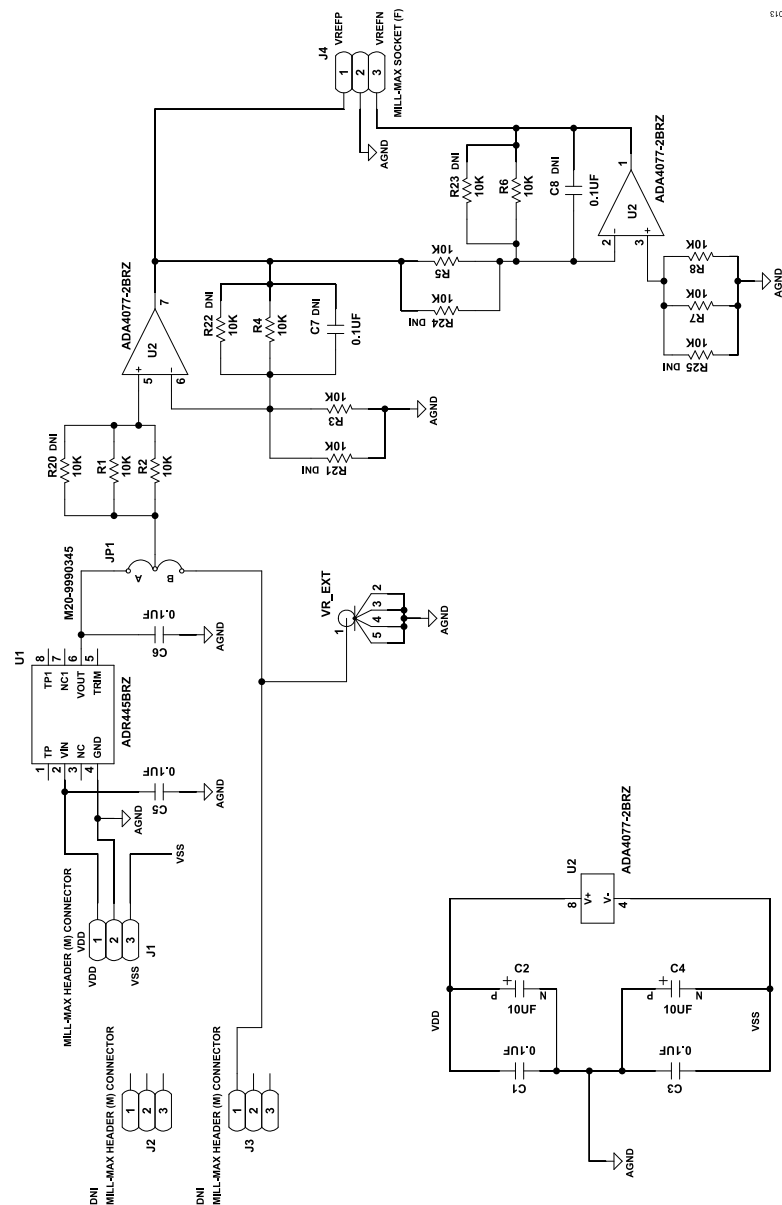 013
J4
VREFP
VREFN
1
2
3
MILL-MAX SOCKET (F)
AGND
ADA4077-2BRZ
U2
+
-
5
6
7
R20 DNI
10K
R1
10K
R2
10K
R22 DNI
10K
R4
10K
C7 DNI
0.1UF
R3
10K
R21 DNI
10K
AGND
R23 DNI
10K
R6
10K
C8 DNI
0.1UF
R5
10K
R24 DNI
10K
ADA4077-2BRZ
U2
-
+
2
3
1
R8
10K
R7
10K
R25 DNI
10K
AGND
M20-9990345
JP1
A
B
U1
ADR445BRZ
1 TP
2 VIN
3 NC
4 GND
TP1 8
NC1 7
VOUT 6
TRIM 5
C6
0.1UF
AGND
C5
0.1UF
AGND
AGND
VSS
VR_EXT
1
5
4
3
2
AGND
MILL-MAX HEADER (M) CONNECTOR
VDD
VDD
VSS
1
2
3
J1
DNI
MILL-MAX HEADER (M) CONNECTOR
1
2
3
J2
DNI
MILL-MAX HEADER (M) CONNECTOR
1
2
3
J3
U2
ADA4077-2BRZ
8
V+
V-
4
VDD
VSS
C2
10UF
+
P
N
C4
10UF
+
P
N
C1
0.1UF
C3
0.1UF
AGND